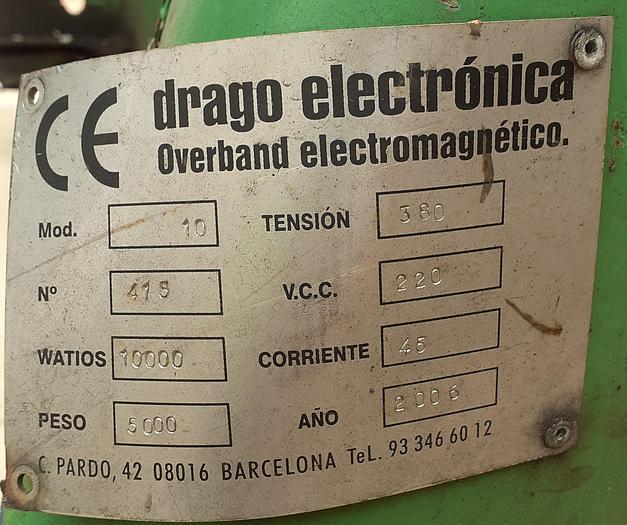 CE drago electrónica
Overband electromagnético.
Mod. 10 TENSIÓN 380
Nº 415 V.C.C. 220
WATIOS 10000 CORRIENTE 45
PESO 5000 AÑO 2006
C. PARDO, 42 08016 BARCELONA TeL. 93 346 60 12